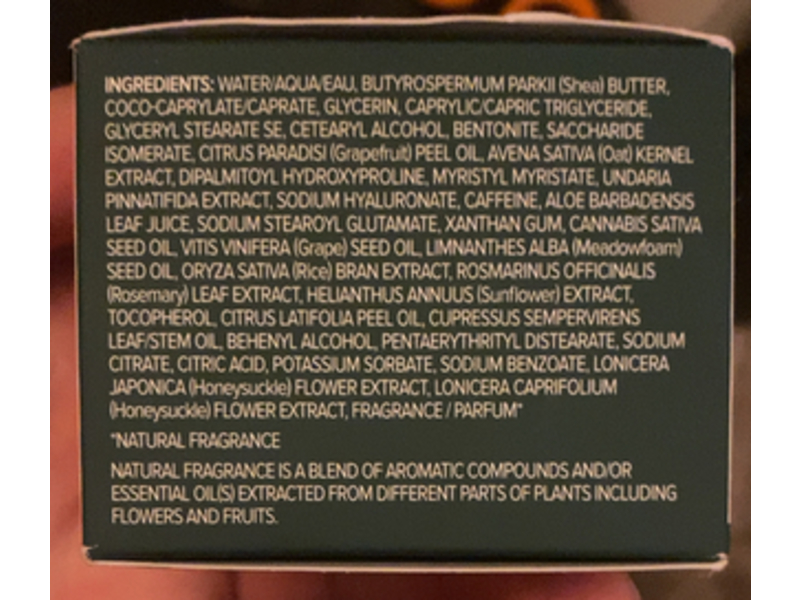 INGREDIENTS: WATER/AQUA/EAU, BUTYROSPERMUM PARKII (Shea) BUTTER,
COCO-CAPRYLATE/CAPRATE, GLYCERIN, CAPRYLIC/CAPRIC TRIGLYCERIDE,
GLYCERYL STEARATE SE, CETEARYL ALCOHOL, BENTONITE, SACCHARIDE
ISOMERATE, CITRUS PARADISI (Grapefruit) PEEL OIL, AVENA SATIVA (Oat) KERNEL
EXTRACT, DIPALMITOYL HYDROXYPROLINE, MYRISTYL MYRISTATE, UNDARIA
PINNATIFIDA EXTRACT, SODIUM HYALURONATE, CAFFEINE, ALOE BARBADENSIS
LEAF JUICE, SODIUM STEAROYL GLUTAMATE, XANTHAN GUM, CANNABIS SATIVA
SEED OIL, VITIS VINIFERA (Grape) SEED OIL, LIMNANTHES ALBA (Meadowfoam)
SEED OIL, ORYZA SATIVA (Rice) BRAN EXTRACT, ROSMARINUS OFFICINALIS
(Rosemary) LEAF EXTRACT, HELIANTHUS ANNUUS (Sunflower) EXTRACT,
TOCOPHEROL, CITRUS LATIFOLIA PEEL OIL, CUPRESSUS SEMPERVIRENS
LEAF/STEM OIL, BEHENYL ALCOHOL, PENTAERYTHRITYL DISTEARATE, SODIUM
CITRATE, CITRIC ACID, POTASSIUM SORBATE, SODIUM BENZOATE, LONICERA
JAPONICA (Honeysuckle) FLOWER EXTRACT, LONICERA CAPRIFOLIUM
(Honeysuckle) FLOWER EXTRACT, FRAGRANCE / PARFUM*
*NATURAL FRAGRANCE
NATURAL FRAGRANCE IS A BLEND OF AROMATIC COMPOUNDS AND/OR
ESSENTIAL OIL(S) EXTRACTED FROM DIFFERENT PARTS OF PLANTS INCLUDING
FLOWERS AND FRUITS.